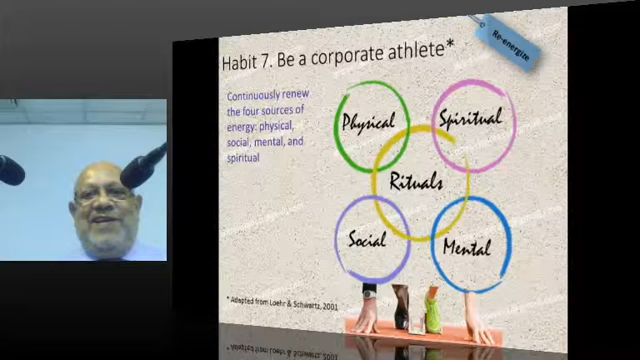 Habit 7. Be a corporate athlete*
Re-energize
Continuously renew
the four sources of
energy: physical,
social, mental, and
spiritual
Physical
Spiritual
Rituals
Social
Mental
* Adapted from Loehr & Schwartz, 2001